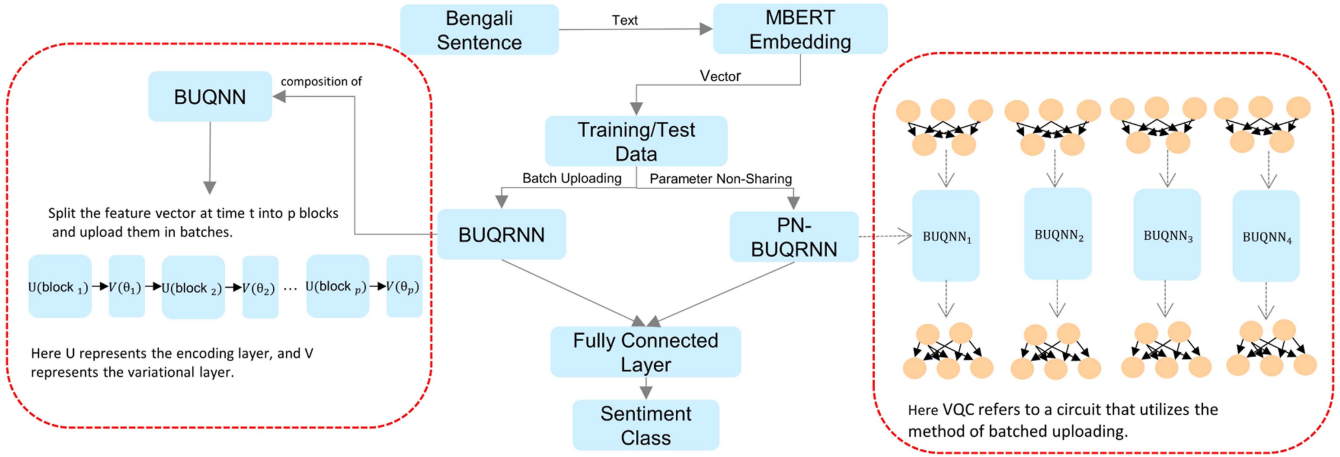 Bengali
Sentence
Text
MBERT
Embedding
Vector
Training/Test
Data
Batch Uploading
Parameter Non-Sharing
BUQRNN
PN-
BUQRNN
Fully Connected
Layer
Sentiment
Class
composition of
BUQNN
Split the feature vector at time t into p blocks
and upload them in batches.
U(block ₁)
V(θ₁)
U(block ₂)
V(θ₂)
...
U(block ₚ)
V(θₚ)
Here U represents the encoding layer, and V
represents the variational layer.
BUQNN₁
BUQNN₂
BUQNN₃
BUQNN₄
Here VQC refers to a circuit that utilizes the
method of batched uploading.